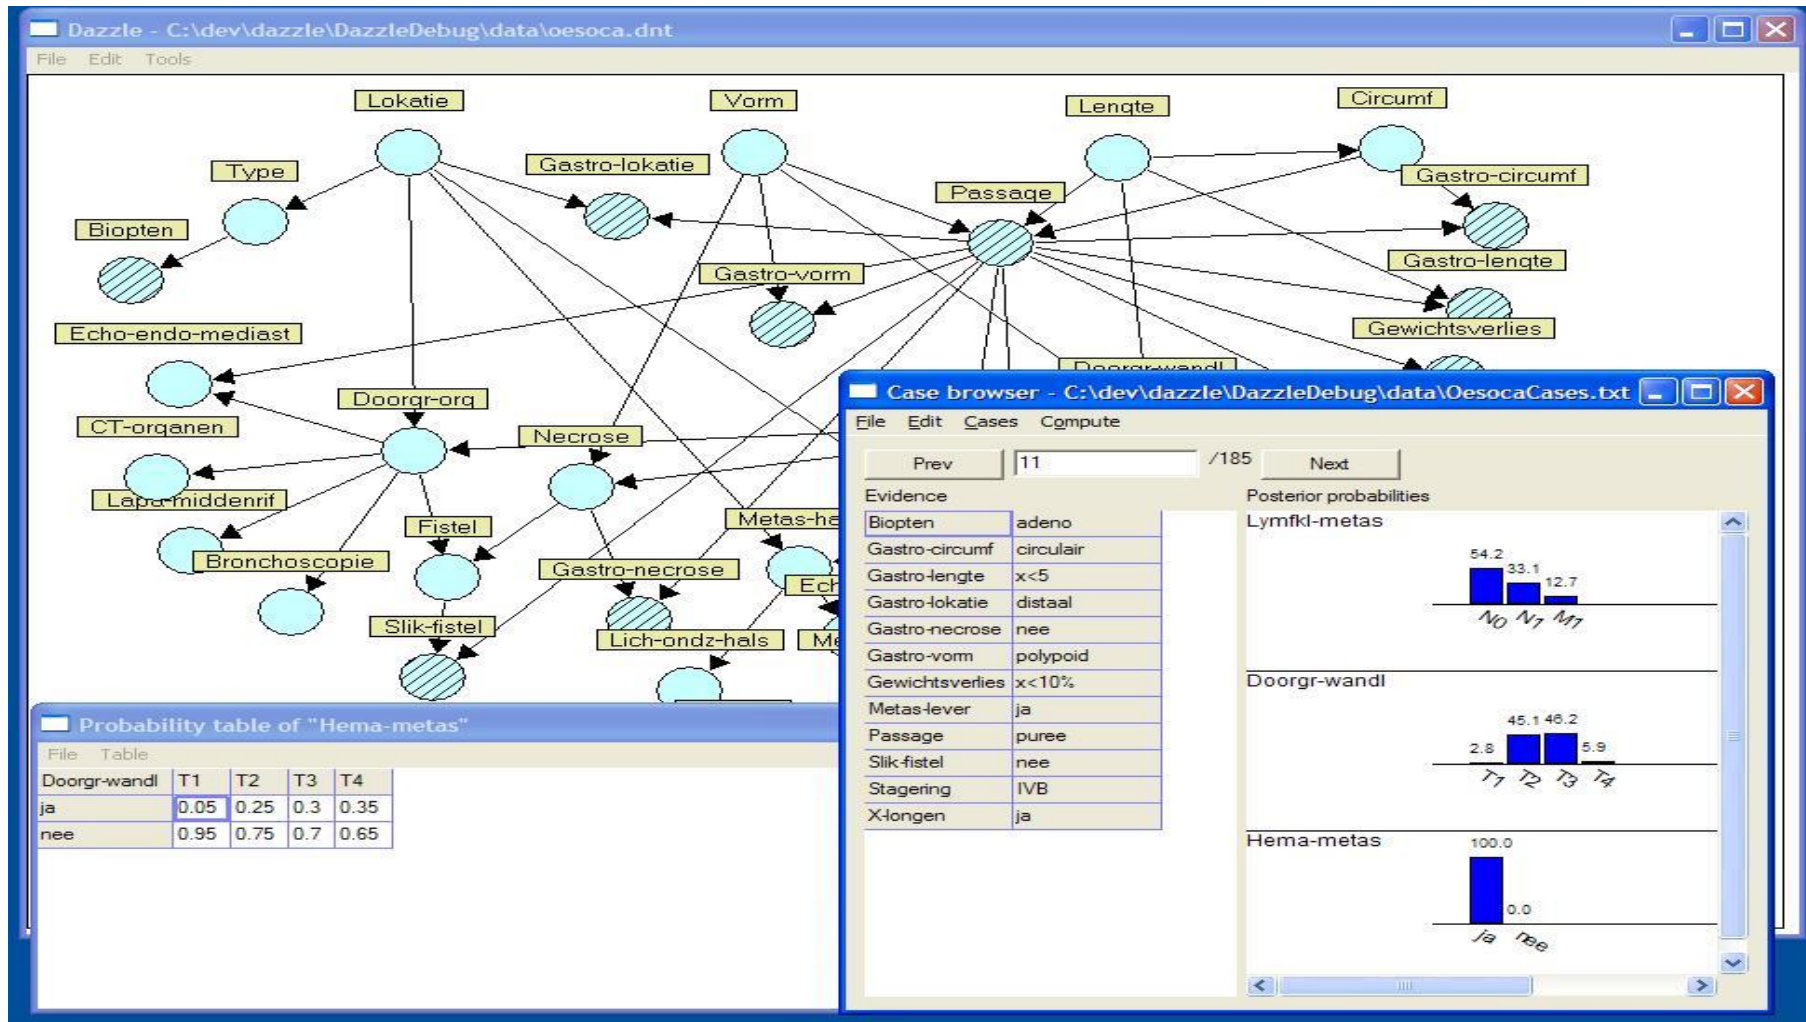 Dazzle - C:\dev\dazzle\DazzleDebug\data\oesoca.dnt
File Edit Tools
Lokatie
Vorm
Lengte
Circumf
Type
Gastro-lokatie
Passage
Gastro-circumf
Biopten
Gastro-vorm
Gastro-lengte
Echo-endo-mediast
Gewichtsverlies
Doorgr-wandl
Doorgr-org
CT-organen
Necrose
Lapa-middenrif
Fistel
Metas-ha
Bronchoscopie
Gastro-necrose
Ech
Slik-fistel
Lich-ondz-hals
Me
Probability table of "Hema-metas"
File Table
Doorgr-wandl T1 T2 T3 T4
ja 0.05 0.25 0.3 0.35
nee 0.95 0.75 0.7 0.65
Case browser - C:\dev\dazzle\DazzleDebug\data\OesocaCases.txt
File Edit Cases Compute
Prev 11 /185 Next
Evidence
Biopten adeno
Gastro-circumf circulair
Gastro-lengte x<5
Gastro-lokatie distaal
Gastro-necrose nee
Gastro-vorm polypoid
Gewichtsverlies x<10%
Metas-lever ja
Passage puree
Slik-fistel nee
Stagering IVB
X-longen ja
Posterior probabilities
Lymfkl-metas
54.2 33.1 12.7
N0 N1 M1
Doorgr-wandl
2.8 45.1 46.2 5.9
T1 T2 T3 T4
Hema-metas
100.0 0.0
ja nee